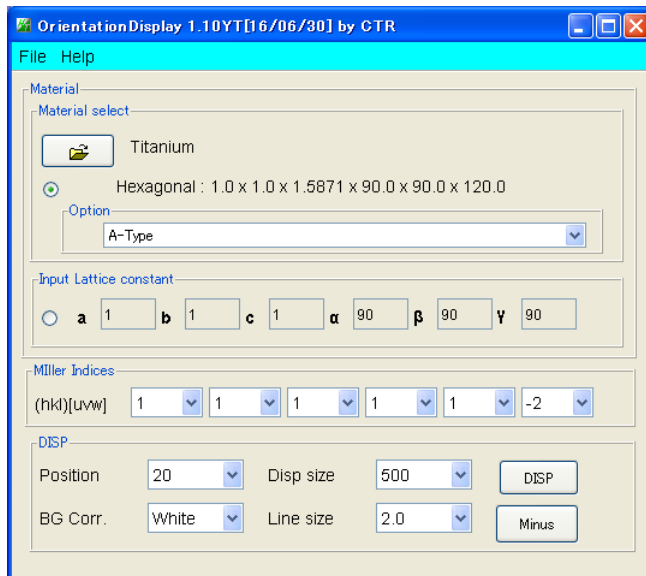 OrientationDisplay 1.10YT[16/06/30] by CTR
File Help
Material
Material select
Titanium
Hexagonal : 1.0 x 1.0 x 1.5871 x 90.0 x 90.0 x 120.0
Option
A-Type
Input Lattice constant
a 1 b 1 c 1 α 90 β 90 γ 90
MIller Indices
(hkl)[uvw] 1 1 1 1 1 -2
DISP
Position 20 Disp size 500 DISP
BG Corr. White Line size 2.0 Minus